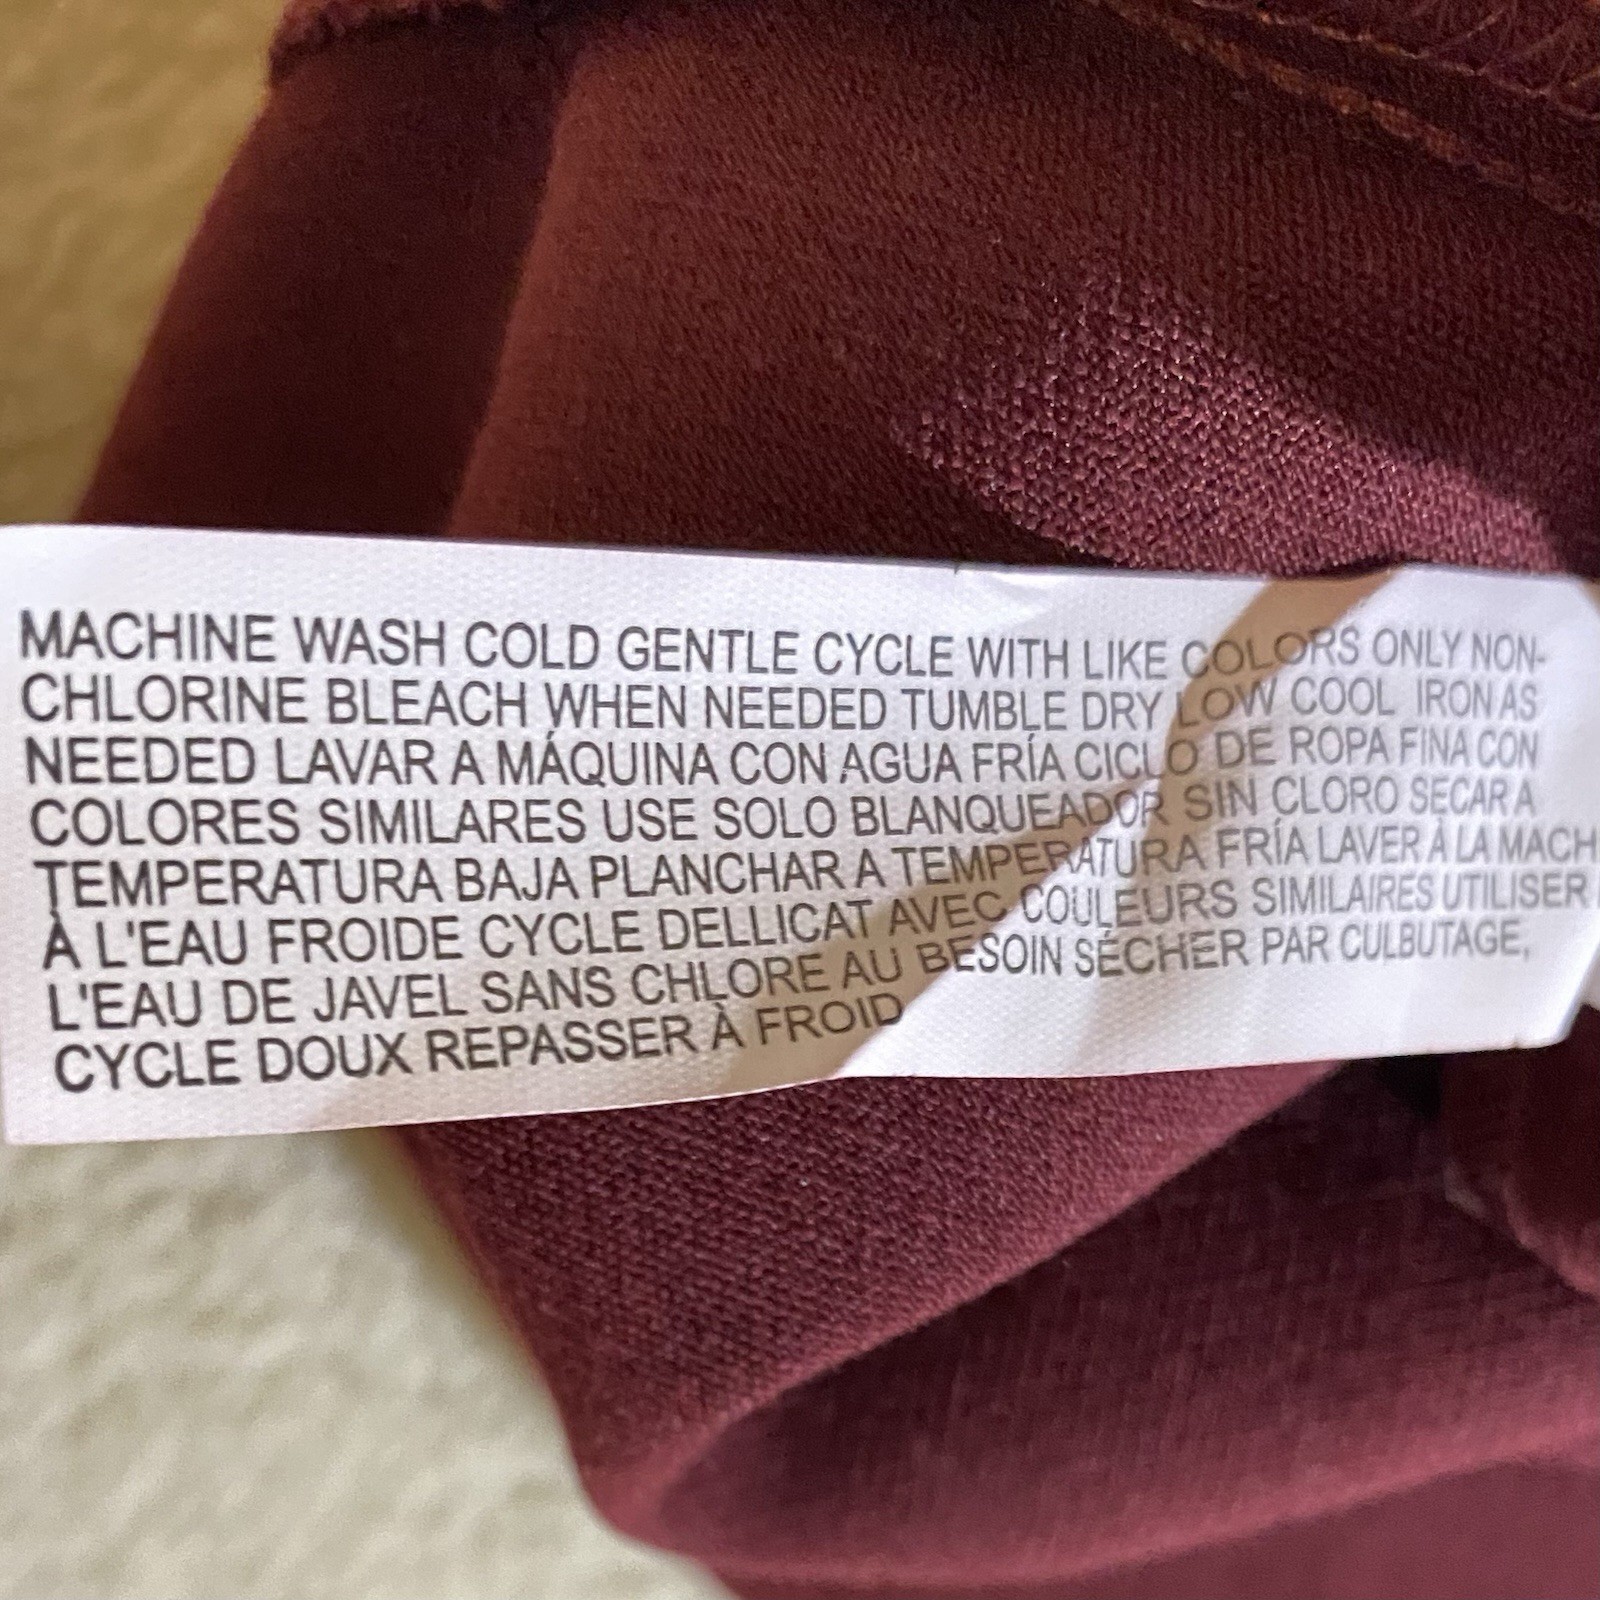 MACHINE WASH COLD GENTLE CYCLE WITH LIKE COLORS ONLY NON-
CHLORINE BLEACH WHEN NEEDED TUMBLE DRY LOW COOL IRON AS
NEEDED LAVAR A MÁQUINA CON AGUA FRÍA CICLO DE ROPA FINA CON
COLORES SIMILARES USE SOLO BLANQUEADOR SIN CLORO SECAR A
TEMPERATURA BAJA PLANCHAR A TEMPERATURA FRÍA LAVER À LA MACH
À L'EAU FROIDE CYCLE DELLICAT AVEC COULEURS SIMILAIRES UTILISER
L'EAU DE JAVEL SANS CHLORE AU BESOIN SÉCHER PAR CULBUTAGE,
CYCLE DOUX REPASSER À FROID